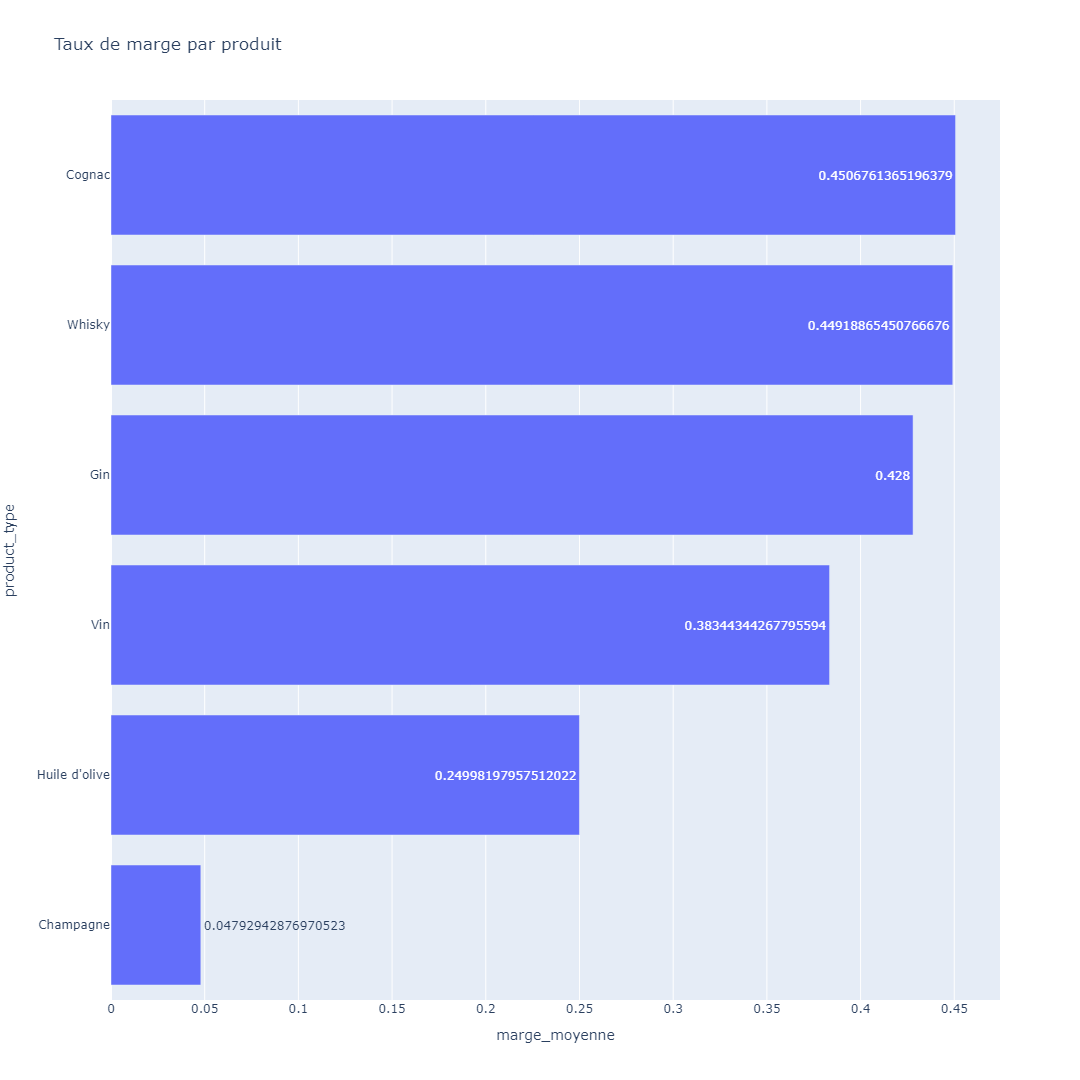 Taux de marge par produit
Cognac
0.4506761365196379
Whisky
0.44918865450766676
Gin
0.428
Vin
0.38344344267795594
Huile d'olive
0.24998197957512022
Champagne
0.04792942876970523
product_type
0
0.05
0.1
0.15
0.2
0.25
0.3
0.35
0.4
0.45
marge_moyenne